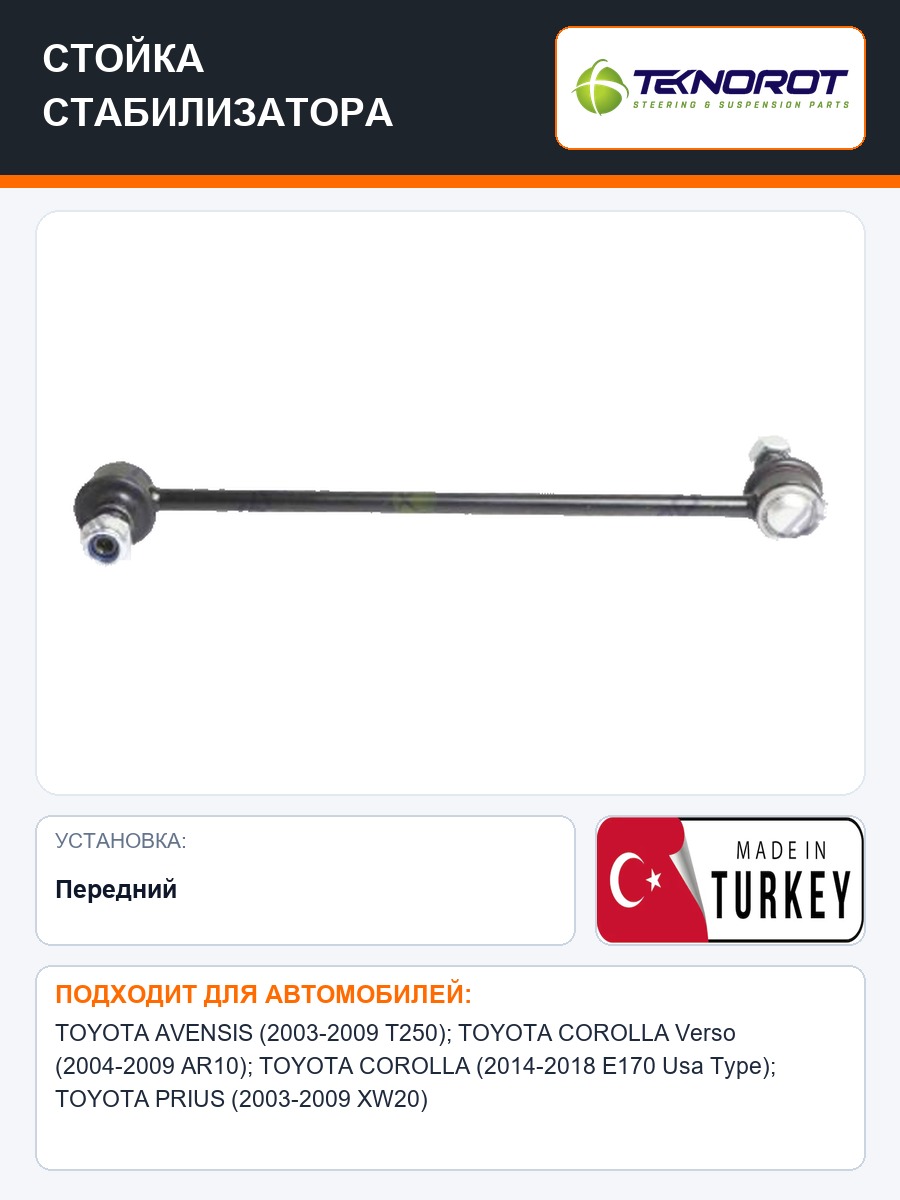 СТОЙКА
СТАБИЛИЗАТОРА
TEKNOROT
STEERING & SUSPENSION PARTS
УСТАНОВКА:
Передний
MADE IN
TURKEY
ПОДХОДИТ ДЛЯ АВТОМОБИЛЕЙ:
TOYOTA AVENSIS (2003-2009 T250); TOYOTA COROLLA Verso
(2004-2009 AR10); TOYOTA COROLLA (2014-2018 E170 Usa Type);
TOYOTA PRIUS (2003-2009 XW20)